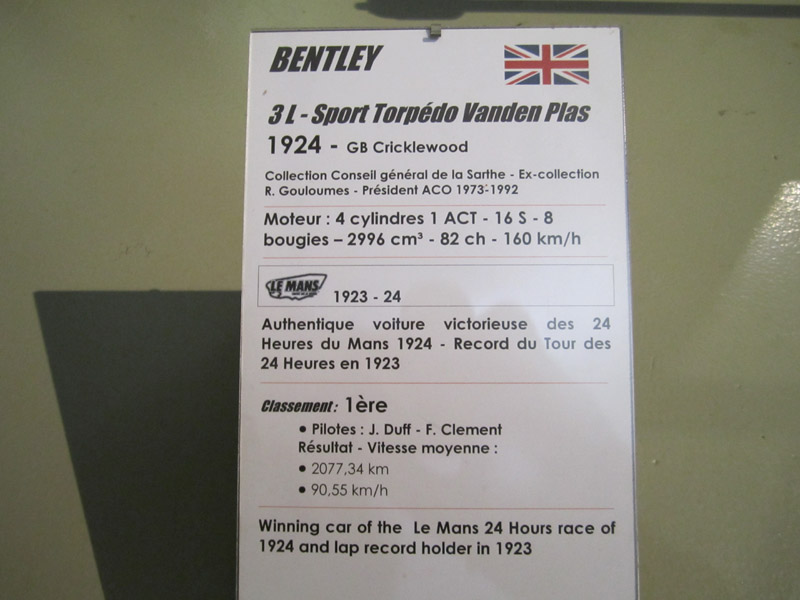 BENTLEY
3 L - Sport Torpédo Vanden Plas
1924 - GB Cricklewood
Collection Conseil général de la Sarthe - Ex-collection
R. Gouloumes - Président ACO 1973-1992
Moteur : 4 cylindres 1 ACT - 16 S - 8
bougies – 2996 cm³ - 82 ch - 160 km/h
LE MANS
1923 - 24
Authentique voiture victorieuse des 24
Heures du Mans 1924 - Record du Tour des
24 Heures en 1923
Classement : 1ère
• Pilotes : J. Duff - F. Clement
Résultat - Vitesse moyenne :
• 2077,34 km
• 90,55 km/h
Winning car of the Le Mans 24 Hours race of
1924 and lap record holder in 1923